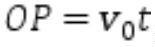 OP = v₀t